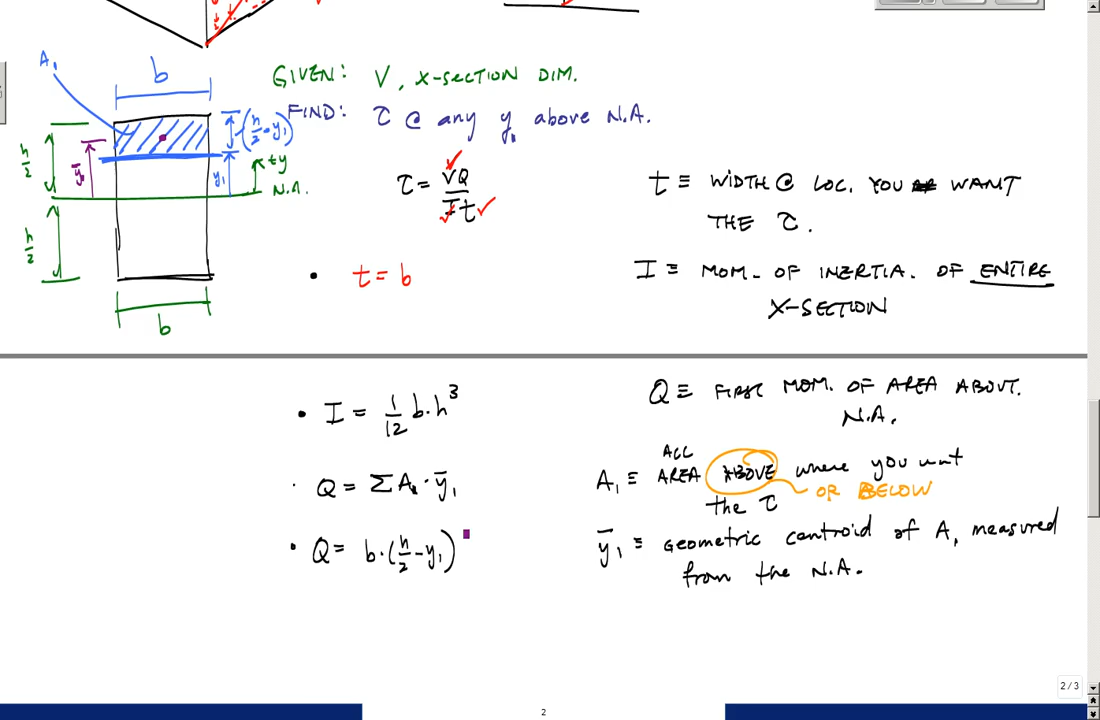 A₁
b
GIVEN: V, X-SECTION DIM.
FIND: τ @ any y₁ above N.A.
(h/2 - y₁)
h/2
ȳ₁
y₁
+y
N.A.
h/2
b
τ = VQ / It
t ≡ WIDTH @ LOC. YOU WANT
THE τ.
• t = b
I ≡ MOM. OF INERTIA. OF ENTIRE
X-SECTION
• I = 1/12 b·h³
Q ≡ FIRST MOM. OF AREA ABOUT.
N.A.
· Q = ΣA₁·ȳ₁
A₁ ≡ ALL AREA ABOVE where you want
OR BELOW
the τ
• Q = b·(h/2 - y₁)
ȳ₁ ≡ GEOMETRIC centroid of A₁ measured
from the N.A.
2/3
2